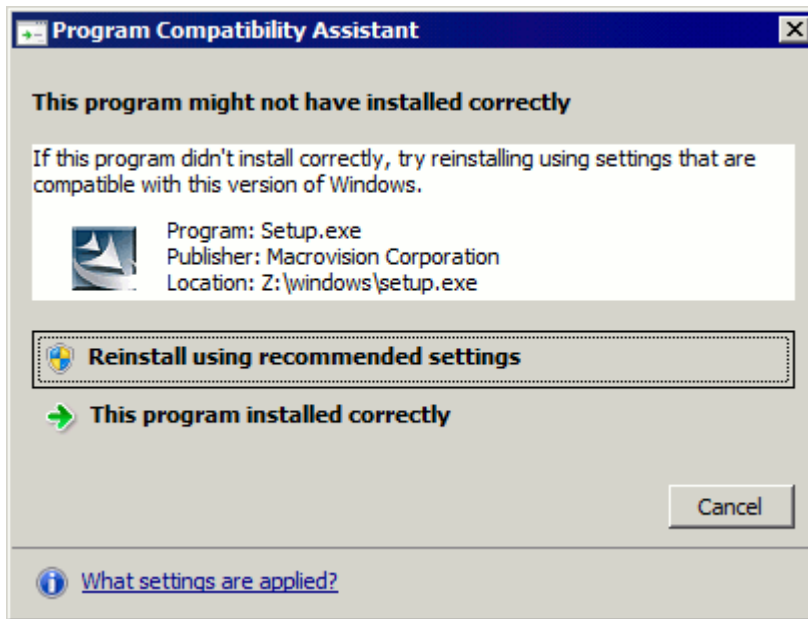 Program Compatibility Assistant
This program might not have installed correctly
If this program didn't install correctly, try reinstalling using settings that are
compatible with this version of Windows.
Program: Setup.exe
Publisher: Macrovision Corporation
Location: Z:\windows\setup.exe
Reinstall using recommended settings
This program installed correctly
Cancel
What settings are applied?